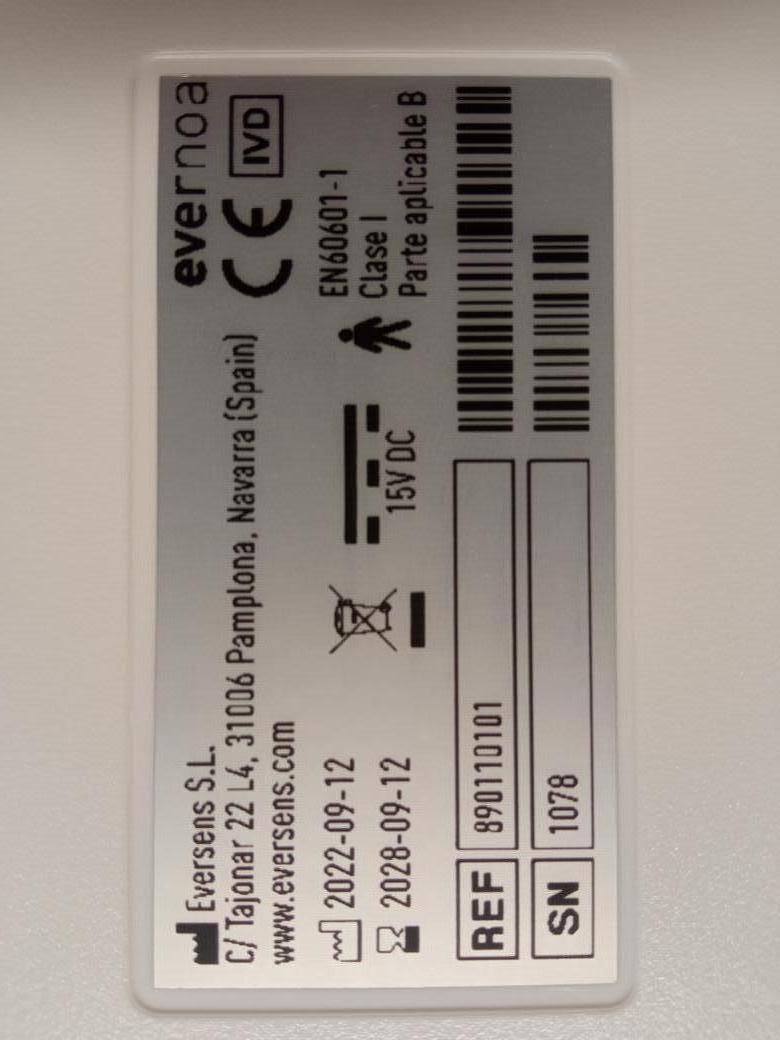 Eversens S.L.
C/ Tajonar 22 L4, 31006 Pamplona, Navarra (Spain)
www.eversens.com
evernoa
CE IVD
2022-09-12
2028-09-12
15V DC
EN60601-1
Clase I
Parte aplicable B
REF 890110101
SN 1078